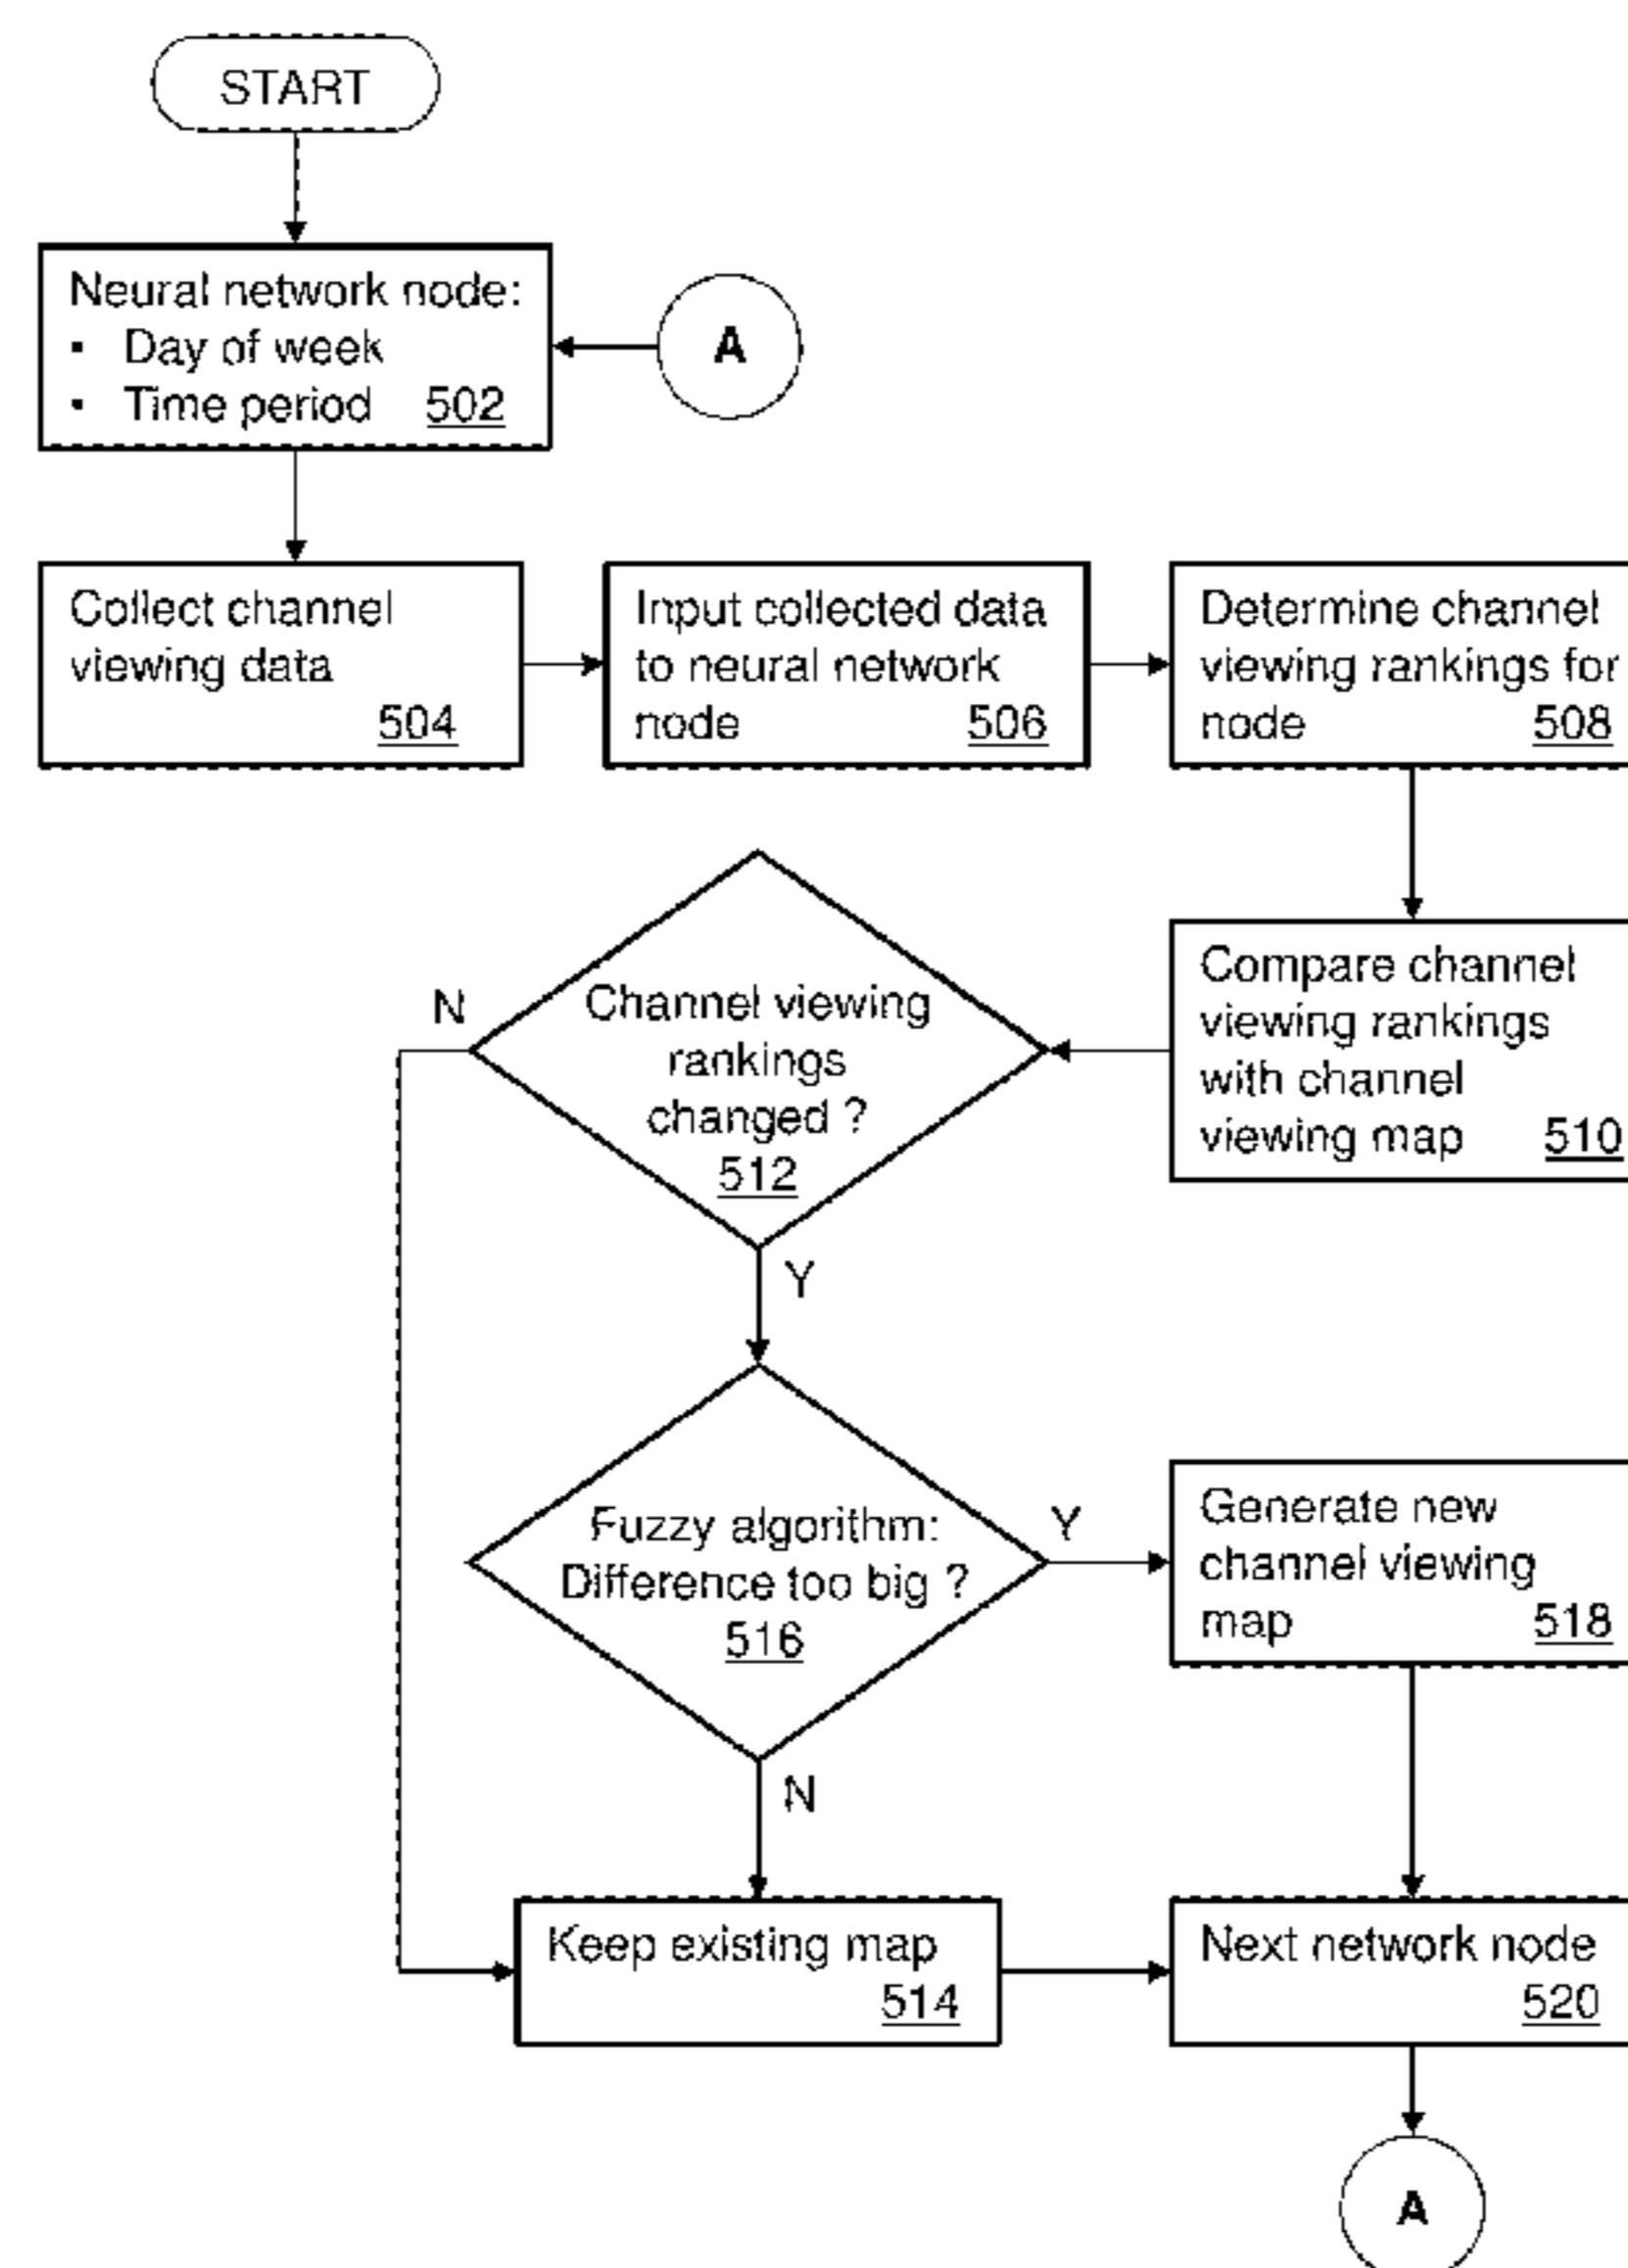 START
Neural network node:
• Day of week
• Time period 502
A
Collect channel
viewing data
504
Input collected data
to neural network
node 506
Determine channel
viewing rankings for
node 508
Compare channel
viewing rankings
with channel
viewing map 510
N
Channel viewing
rankings
changed ?
512
Y
Fuzzy algorithm:
Difference too big ?
516
Y
Generate new
channel viewing
map 518
N
Keep existing map
514
Next network node
520
A